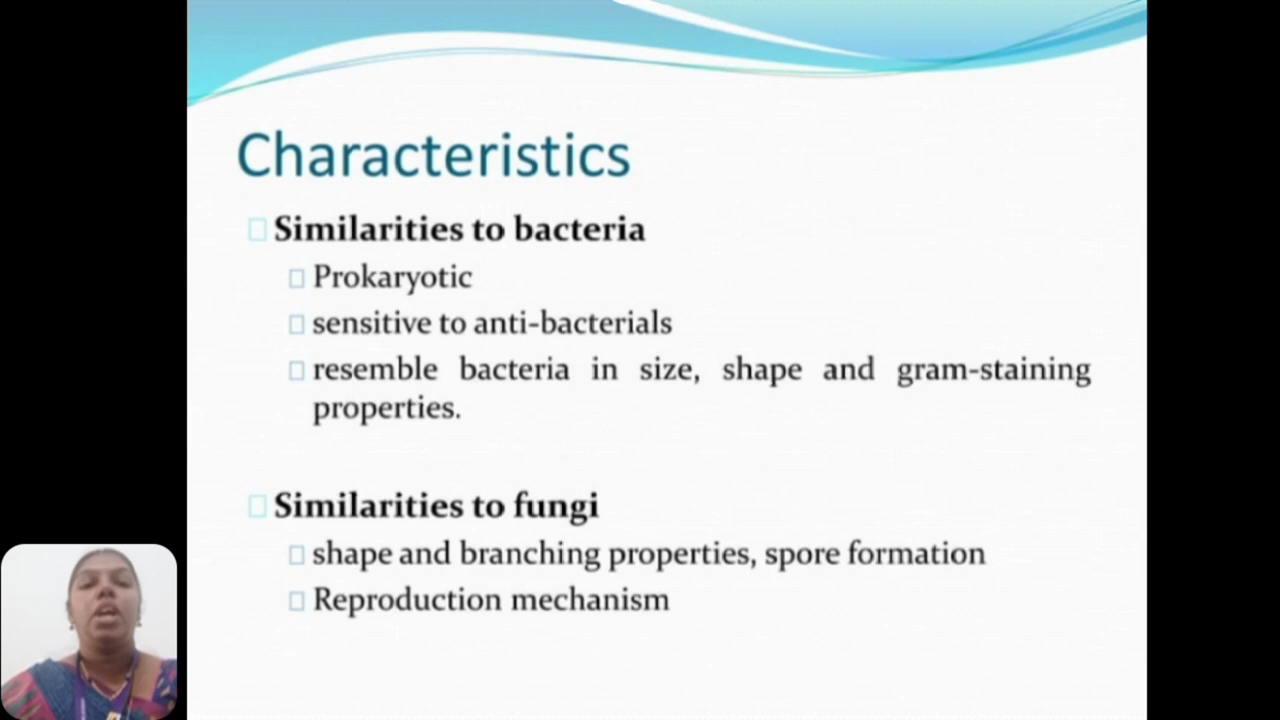 Characteristics
Similarities to bacteria
Prokaryotic
sensitive to anti-bacterials
resemble bacteria in size, shape and gram-staining
properties.
Similarities to fungi
shape and branching properties, spore formation
Reproduction mechanism